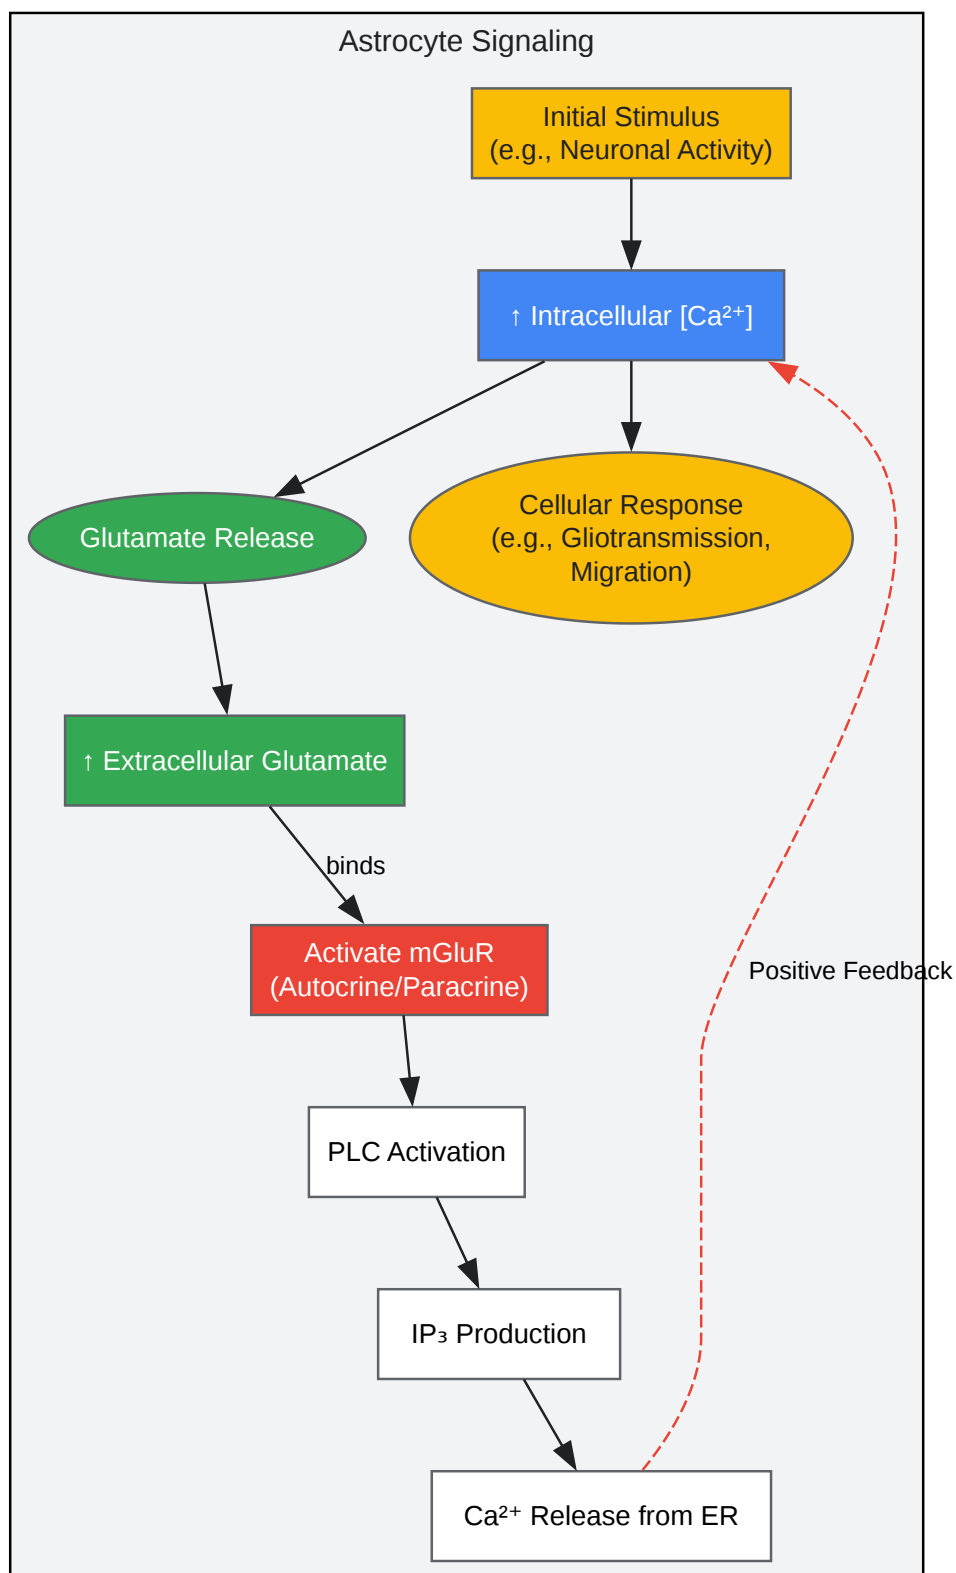 Astrocyte Signaling
Initial Stimulus
(e.g., Neuronal Activity)
↑ Intracellular [Ca²⁺]
Glutamate Release
Cellular Response
(e.g., Gliotransmission,
Migration)
↑ Extracellular Glutamate
binds
Activate mGluR
(Autocrine/Paracrine)
Positive Feedback
PLC Activation
IP₃ Production
Ca²⁺ Release from ER